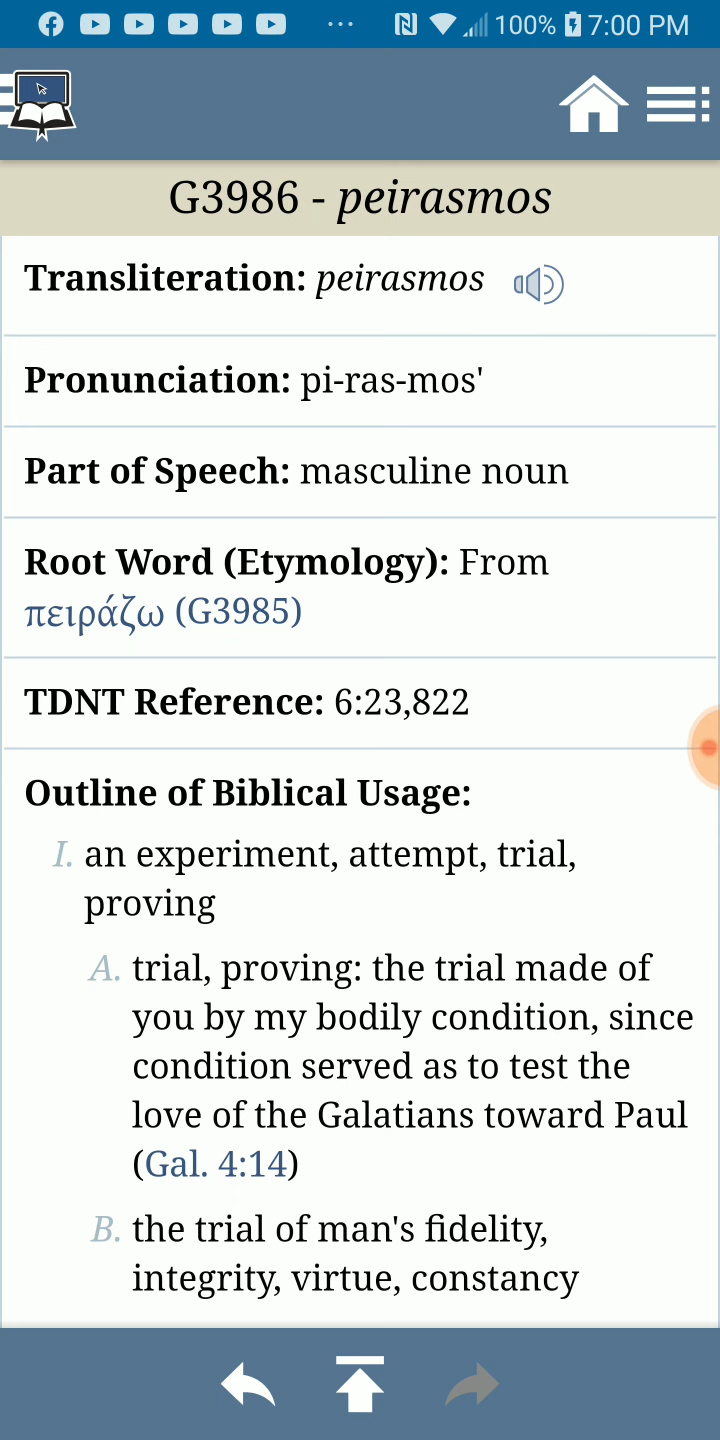 100% 7:00 PM
G3986 - peirasmos
Transliteration: peirasmos
Pronunciation: pi-ras-mos'
Part of Speech: masculine noun
Root Word (Etymology): From
πειράζω (G3985)
TDNT Reference: 6:23,822
Outline of Biblical Usage:
I. an experiment, attempt, trial,
proving
A. trial, proving: the trial made of
you by my bodily condition, since
condition served as to test the
love of the Galatians toward Paul
(Gal. 4:14)
B. the trial of man's fidelity,
integrity, virtue, constancy